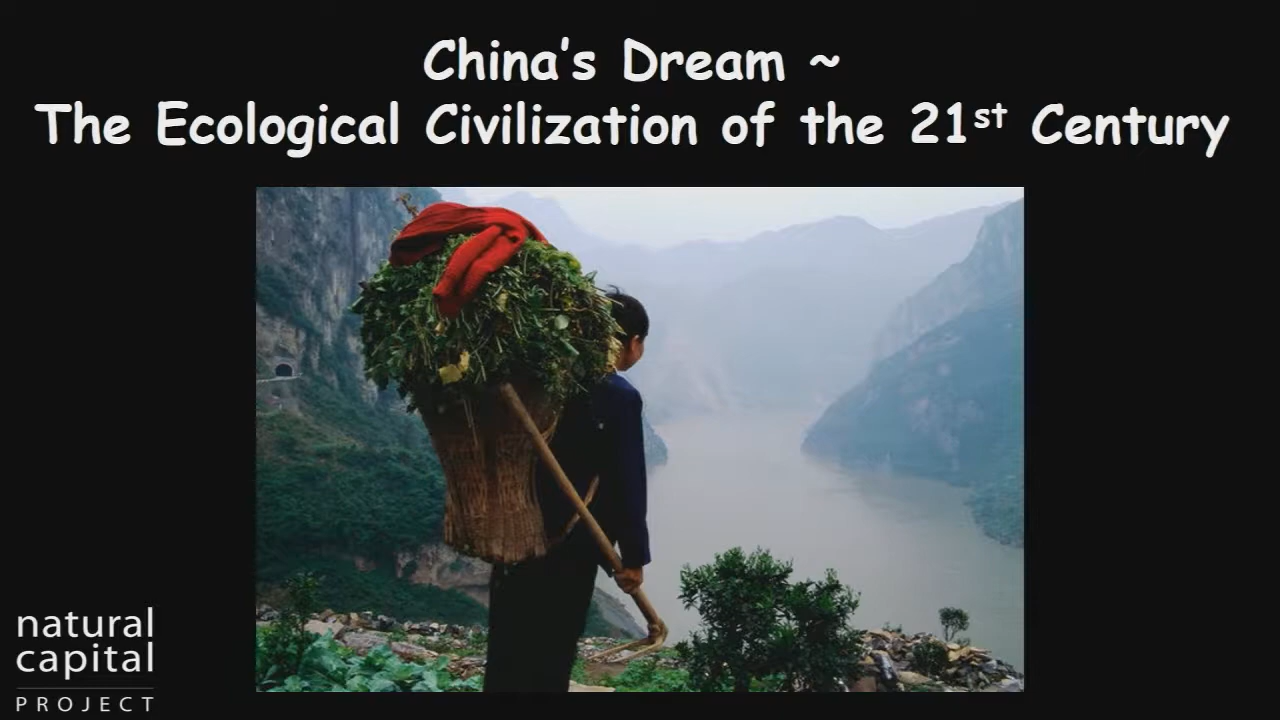 China's Dream ~
The Ecological Civilization of the 21st Century
natural
capital
PROJECT